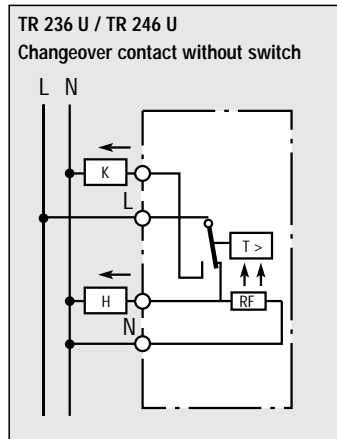 TR 236 U / TR 246 U
Changeover contact without switch
L N
K
L
T >
H
RF
N